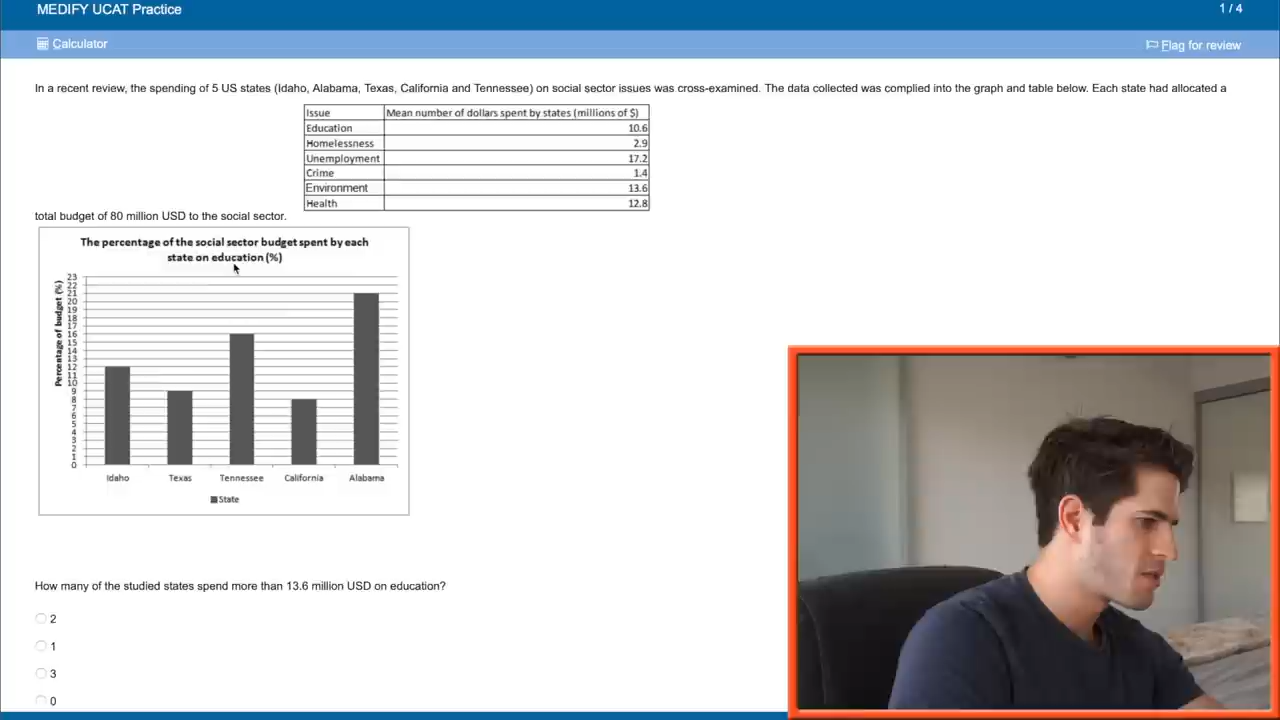 MEDIFY UCAT Practice
1 / 4
Calculator
Flag for review
In a recent review, the spending of 5 US states (Idaho, Alabama, Texas, California and Tennessee) on social sector issues was cross-examined. The data collected was complied into the graph and table below. Each state had allocated a
Issue Mean number of dollars spent by states (millions of $)
Education 10.6
Homelessness 2.9
Unemployment 17.2
Crime 1.4
Environment 13.6
Health 12.8
total budget of 80 million USD to the social sector.
The percentage of the social sector budget spent by each
state on education (%)
Percentage of budget (%)
23
22
21
20
19
18
17
16
15
14
13
12
11
10
9
8
7
6
5
4
3
2
1
0
Idaho Texas Tennessee California Alabama
State
How many of the studied states spend more than 13.6 million USD on education?
2
1
3
0